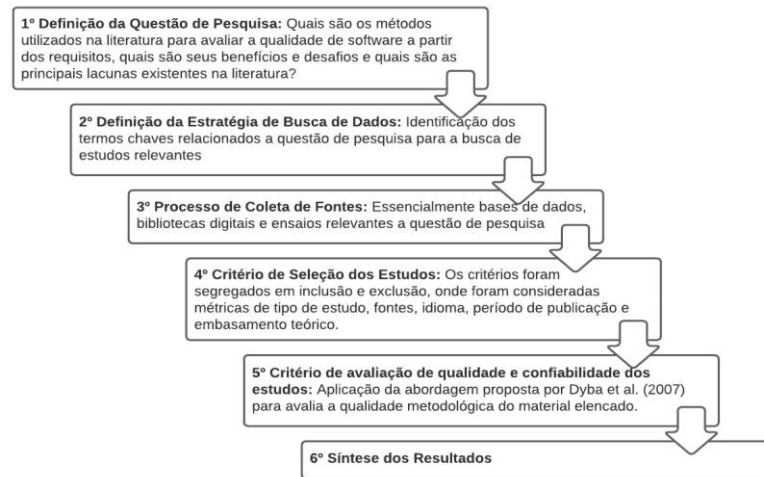 1º Definição da Questão de Pesquisa: Quais são os métodos
utilizados na literatura para avaliar a qualidade de software a partir
dos requisitos, quais são seus benefícios e desafios e quais são as
principais lacunas existentes na literatura?
2º Definição da Estratégia de Busca de Dados: Identificação dos
termos chaves relacionados a questão de pesquisa para a busca de
estudos relevantes
3º Processo de Coleta de Fontes: Essencialmente bases de dados,
bibliotecas digitais e ensaios relevantes a questão de pesquisa
4º Critério de Seleção dos Estudos: Os critérios foram
segregados em inclusão e exclusão, onde foram consideradas
métricas de tipo de estudo, fontes, idioma, período de publicação e
embasamento teórico.
5º Critério de avaliação de qualidade e confiabilidade dos
estudos: Aplicação da abordagem proposta por Dyba et al. (2007)
para avalia a qualidade metodológica do material elencado.
6º Síntese dos Resultados